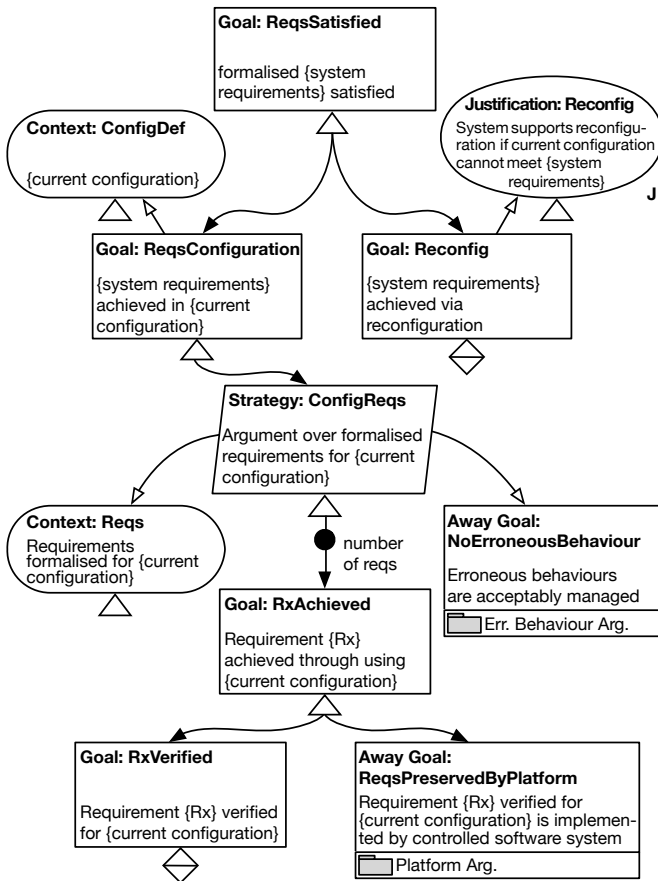 Goal: ReqsSatisfied
formalised {system
requirements} satisfied
Context: ConfigDef
{current configuration}
Justification: Reconfig
System supports reconfigu-
ration if current configuration
cannot meet {system
requirements}
J
Goal: ReqsConfiguration
{system requirements}
achieved in {current
configuration}
Goal: Reconfig
{system requirements}
achieved via
reconfiguration
Strategy: ConfigReqs
Argument over formalised
requirements for {current
configuration}
Context: Reqs
Requirements
formalised for {current
configuration}
number
of reqs
Away Goal:
NoErroneousBehaviour
Erroneous behaviours
are acceptably managed
Err. Behaviour Arg.
Goal: RxAchieved
Requirement {Rx}
achieved through using
{current configuration}
Goal: RxVerified
Requirement {Rx} verified
for {current configuration}
Away Goal:
ReqsPreservedByPlatform
Requirement {Rx} verified for
{current configuration} is implemen-
ted by controlled software system
Platform Arg.